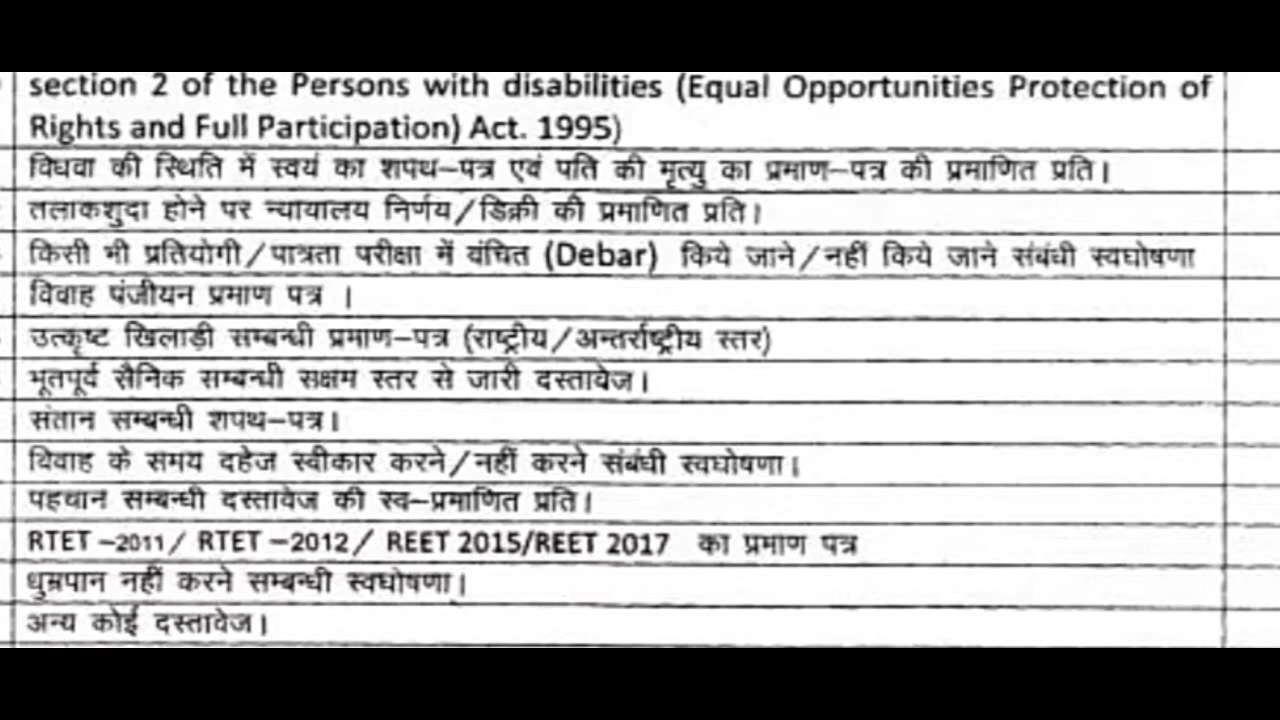 section 2 of the Persons with disabilities (Equal Opportunities Protection of
Rights and Full Participation) Act. 1995)
विधवा की स्थिति में स्वयं का शपथ–पत्र एवं पति की मृत्यु का प्रमाण–पत्र की प्रमाणित प्रति।
तलाकशुदा होने पर न्यायालय निर्णय/डिक्री की प्रमाणित प्रति।
किसी भी प्रतियोगी/पात्रता परीक्षा में वंचित (Debar) किये जाने/नहीं किये जाने संबंधी स्वघोषणा
विवाह पंजीयन प्रमाण पत्र ।
उत्कृष्ट खिलाड़ी सम्बन्धी प्रमाण–पत्र (राष्ट्रीय/अन्तर्राष्ट्रीय स्तर)
भूतपूर्व सैनिक सम्बन्धी सक्षम स्तर से जारी दस्तावेज।
संतान सम्बन्धी शपथ–पत्र।
विवाह के समय दहेज स्वीकार करने/नहीं करने संबंधी स्वघोषणा।
पहचान सम्बन्धी दस्तावेज की स्व–प्रमाणित प्रति।
RTET –2011/ RTET –2012/ REET 2015/REET 2017 का प्रमाण पत्र
धुम्रपान नहीं करने सम्बन्धी स्वघोषणा।
अन्य कोई दस्तावेज।